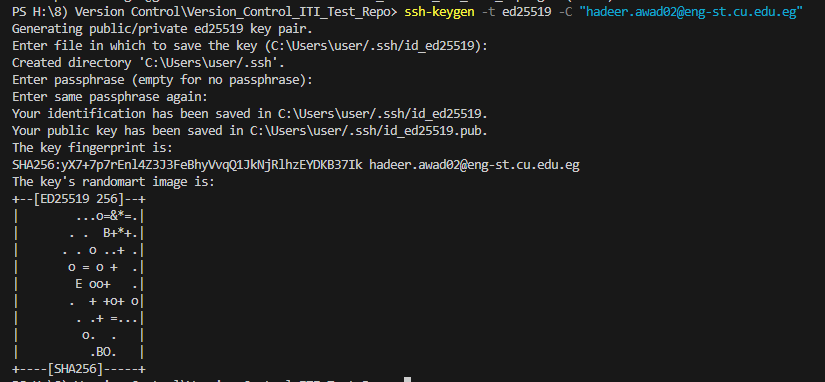 PS H:\8) Version Control\Version_Control_ITI_Test_Repo> ssh-keygen -t ed25519 -C "hadeer.awad02@eng-st.cu.edu.eg"
Generating public/private ed25519 key pair.
Enter file in which to save the key (C:\Users\user/.ssh/id_ed25519):
Created directory 'C:\Users\user/.ssh'.
Enter passphrase (empty for no passphrase):
Enter same passphrase again:
Your identification has been saved in C:\Users\user/.ssh/id_ed25519.
Your public key has been saved in C:\Users\user/.ssh/id_ed25519.pub.
The key fingerprint is:
SHA256:yX7+7p7rEnl4Z3J3FeBhyVvqQ1JkNjRlhzEYDKB37Ik hadeer.awad02@eng-st.cu.edu.eg
The key's randomart image is:
+--[ED25519 256]--+
|        ...o=&*=.|
|       . .  B+*+.|
|      . . o ..+ .|
|       o = o +  .|
|        E oo+   .|
|       .  + +o+ o|
|        . .+ =...|
|         o.  .   |
|          .BO.   |
+----[SHA256]-----+